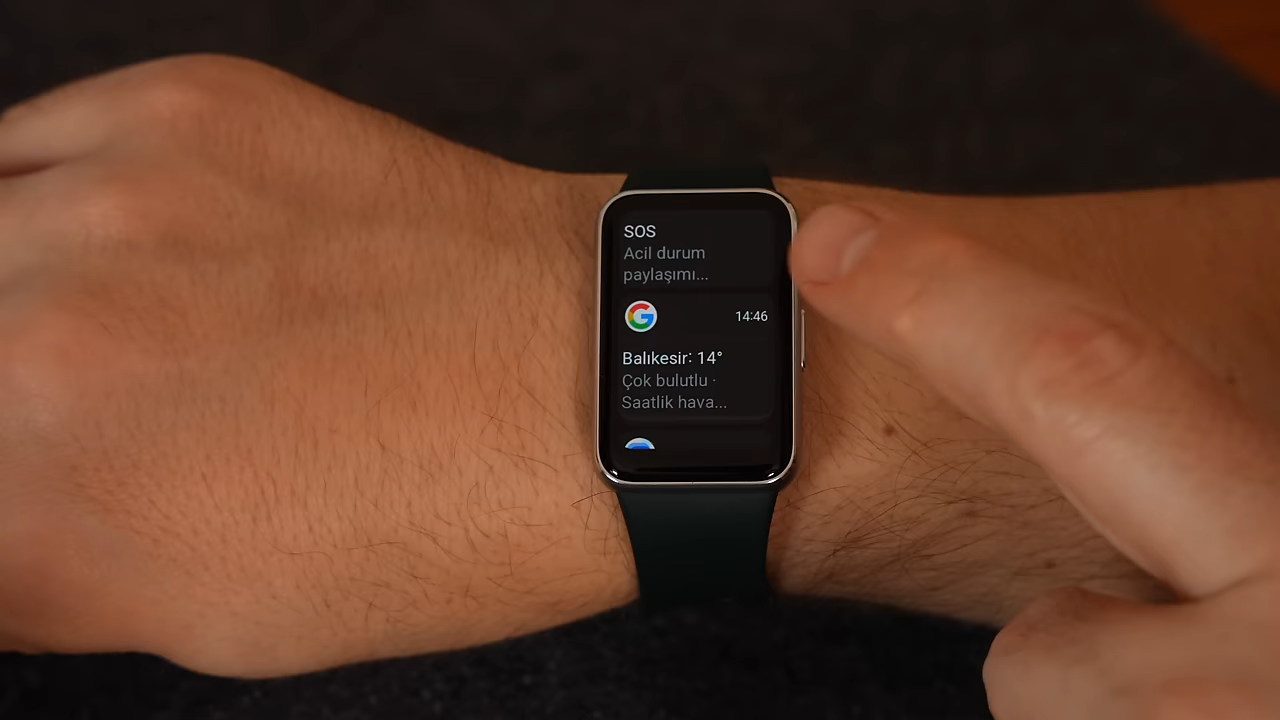 SOS
Acil durum
paylaşımı...
14:46
Balıkesir: 14°
Çok bulutlu ·
Saatlik hava...